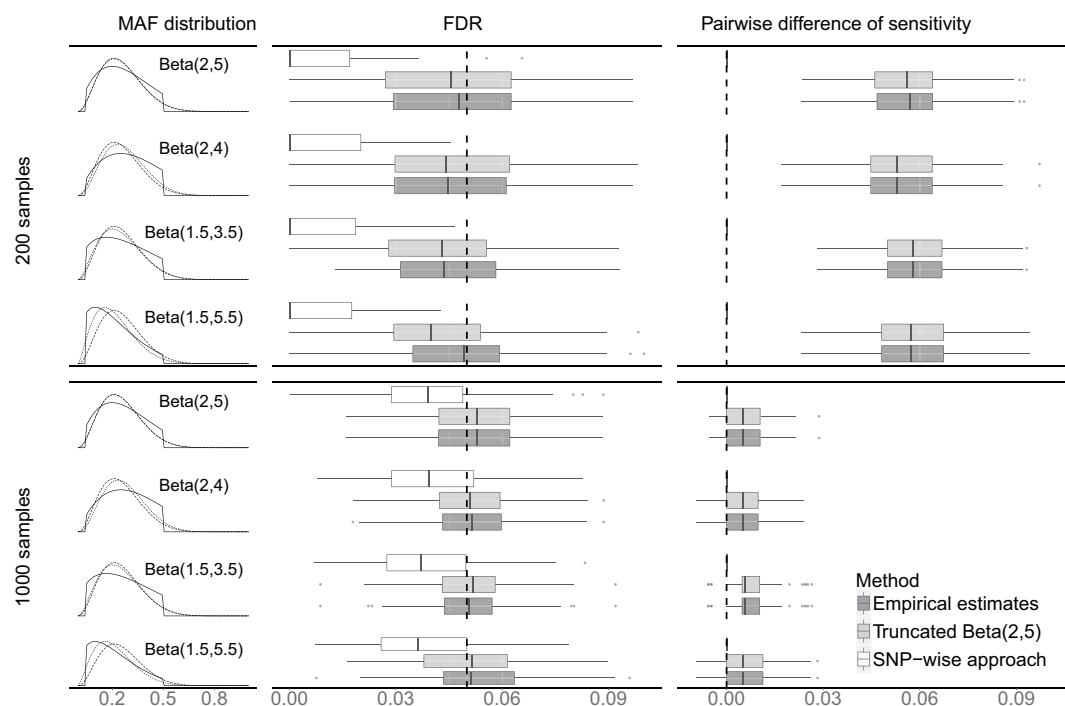 MAF distribution
FDR
Pairwise difference of sensitivity
200 samples
Beta(2,5)
Beta(2,4)
Beta(1.5,3.5)
Beta(1.5,5.5)
1000 samples
Beta(2,5)
Beta(2,4)
Beta(1.5,3.5)
Beta(1.5,5.5)
Method
Empirical estimates
Truncated Beta(2,5)
SNP−wise approach
0.2 0.5 0.8
0.00 0.03 0.06 0.09
0.00 0.03 0.06 0.09